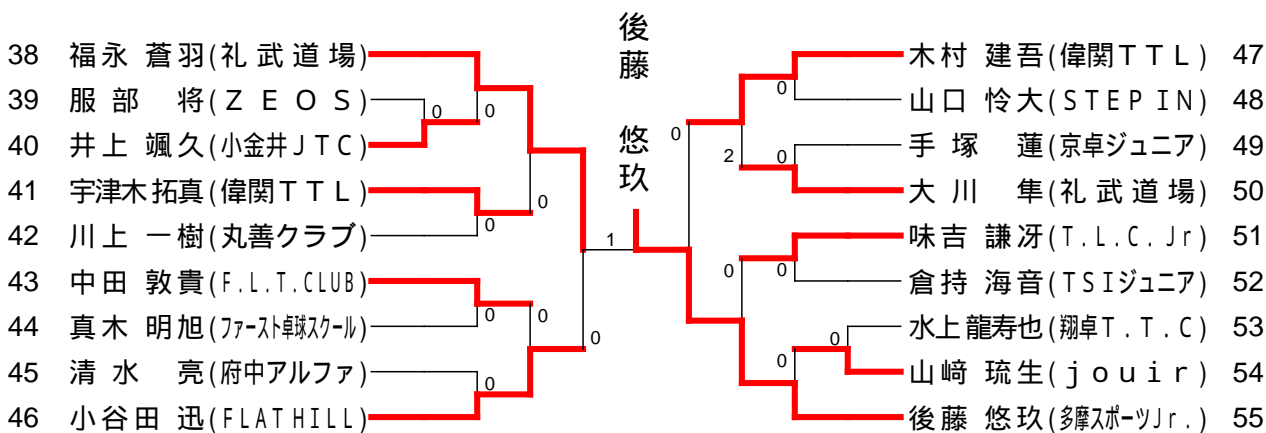 38 福永 蒼羽(礼武道場)
39 服部 将(ZEOS)
40 井上 颯久(小金井JTC)
41 宇津木拓真(偉関TTL)
42 川上 一樹(丸善クラブ)
43 中田 敦貴(F.L.T.CLUB)
44 真木 明旭(ファースト卓球スクール)
45 清水 亮(府中アルファ)
46 小谷田 迅(FLATHILL)
0
0
0
0
0
0
0
0
1
後藤 悠玖
0
0
2
0
0
0
0
0
木村 建吾(偉関TTL) 47
山口 怜大(STEP IN) 48
手塚 蓮(京卓ジュニア) 49
大川 隼(礼武道場) 50
味吉 謙冴(T.L.C.Jr) 51
倉持 海音(TSIジュニア) 52
水上龍寿也(翔卓T.T.C) 53
山﨑 琉生(jouir) 54
後藤 悠玖(多摩スポーツJr.) 55